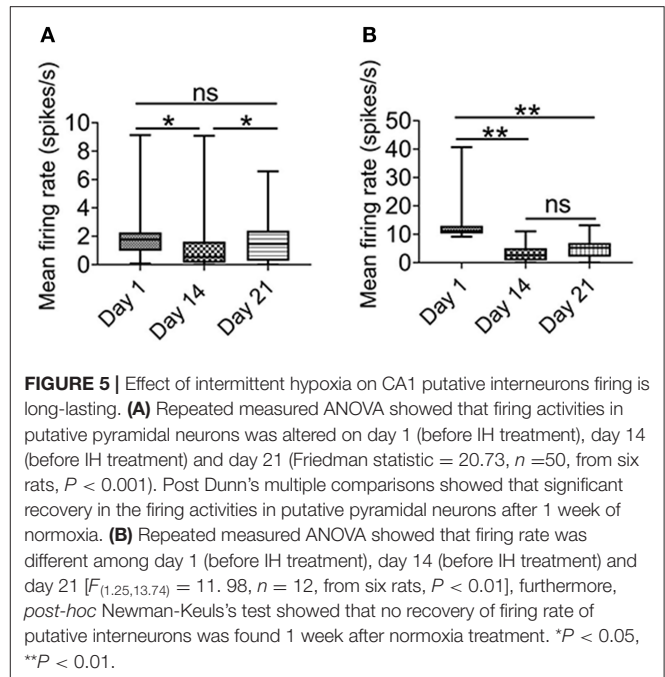 A
B
ns
*
*
Mean firing rate (spikes/s)
10
8
6
4
2
0
Day 1
Day 14
Day 21
**
**
ns
Mean firing rate (spikes/s)
50
40
30
20
10
0
Day 1
Day 14
Day 21
FIGURE 5 | Effect of intermittent hypoxia on CA1 putative interneurons firing is
long-lasting. (A) Repeated measured ANOVA showed that firing activities in
putative pyramidal neurons was altered on day 1 (before IH treatment), day 14
(before IH treatment) and day 21 (Friedman statistic = 20.73, n =50, from six
rats, P < 0.001). Post Dunn's multiple comparisons showed that significant
recovery in the firing activities in putative pyramidal neurons after 1 week of
normoxia. (B) Repeated measured ANOVA showed that firing rate was
different among day 1 (before IH treatment), day 14 (before IH treatment) and
day 21 [F(1.25,13.74) = 11. 98, n = 12, from six rats, P < 0.01], furthermore,
post-hoc Newman-Keuls's test showed that no recovery of firing rate of
putative interneurons was found 1 week after normoxia treatment. *P < 0.05,
**P < 0.01.